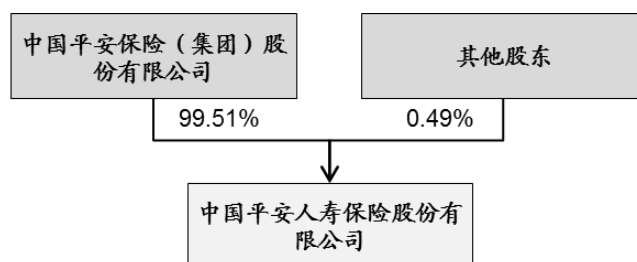 中国平安保险（集团）股
份有限公司
其他股东
99.51%
0.49%
中国平安人寿保险股份有
限公司